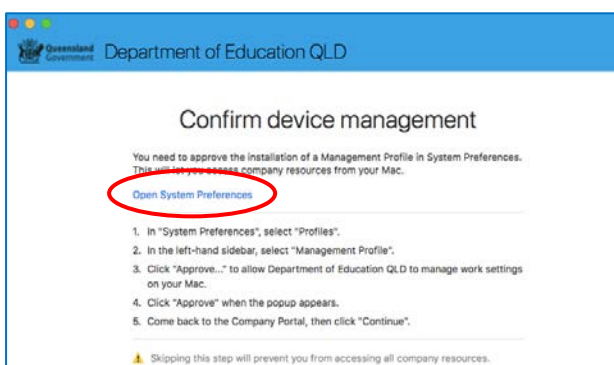 Queensland
Government
Department of Education QLD
Confirm device management
You need to approve the installation of a Management Profile in System Preferences.
This will let you access company resources from your Mac.
Open System Preferences
1. In "System Preferences", select "Profiles".
2. In the left-hand sidebar, select "Management Profile".
3. Click "Approve..." to allow Department of Education QLD to manage work settings
on your Mac.
4. Click "Approve" when the popup appears.
5. Come back to the Company Portal, then click "Continue".
Skipping this step will prevent you from accessing all company resources.